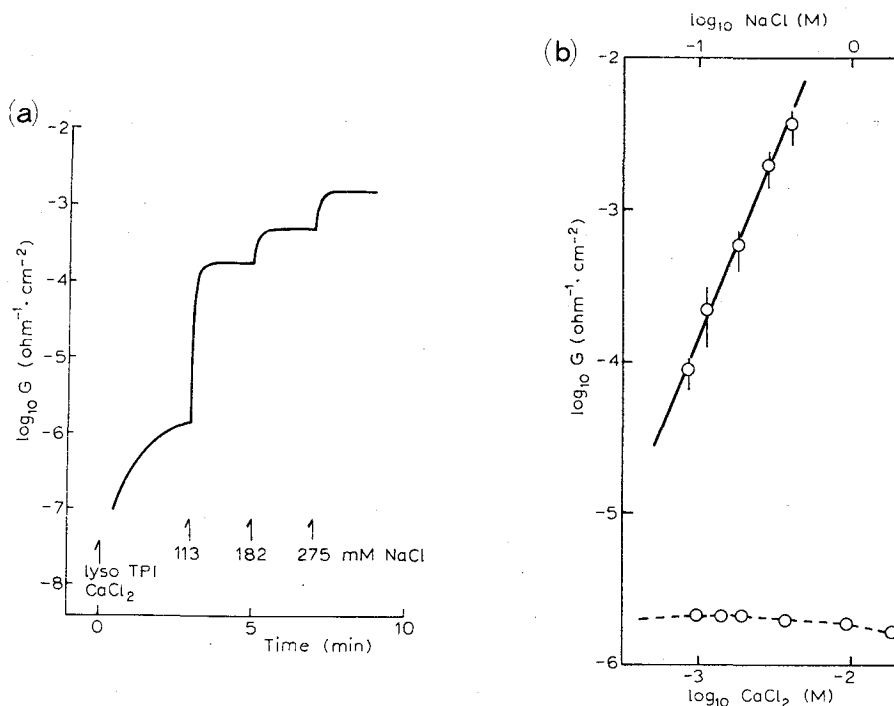 (a)
-2
-3
-4
-5
-6
-7
-8
log₁₀ G (ohm⁻¹· cm⁻²)
lyso TPI
CaCl₂
113 182 275 mM NaCl
0 5 10
Time (min)
(b)
log₁₀ NaCl (M)
-1 0
-2
-3
-4
-5
-6
log₁₀ G (ohm⁻¹· cm⁻²)
-3 -2
log₁₀ CaCl₂ (M)